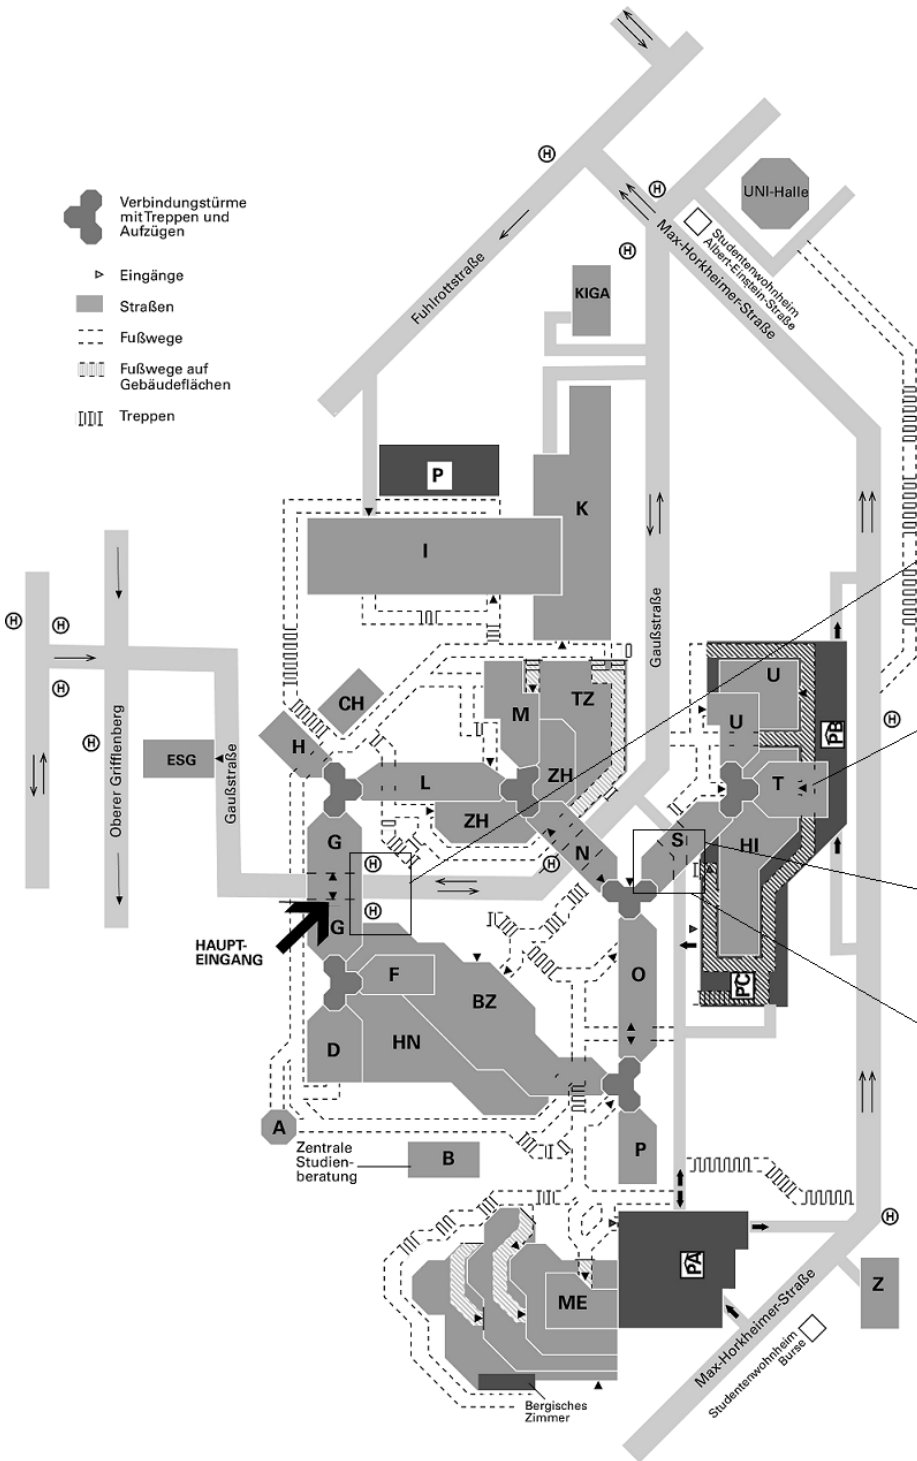 H
H
UNI-Halle
Studentenwohnheim
Albert-Einstein-Straße
Max-Horkheimer-Straße
H
Verbindungstürme
mit Treppen und
Aufzügen
Eingänge
Straßen
Fußwege
Fußwege auf
Gebäudeflächen
Treppen
Fuhlrottstraße
KIGA
P
K
I
Gaußstraße
H
H
H
H
Oberer Grifflenberg
ESG
Gaußstraße
CH
H
M
TZ
ZH
L
ZH
U
U
T
PB
H
G
H
H
H
N
S
HI
G
HAUPT-
EINGANG
F
BZ
O
PC
D
HN
A
Zentrale
Studien-
beratung
B
P
H
PA
ME
Z
Max-Horkheimer-Straße
Studentenwohnheim
Burse
Bergisches
Zimmer